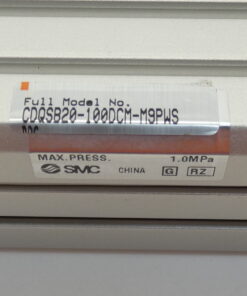 Full Model No.
CDQSB20-100DCM-M9PWS
MAX.PRESS. 1.0MPa
SMC CHINA G RZ